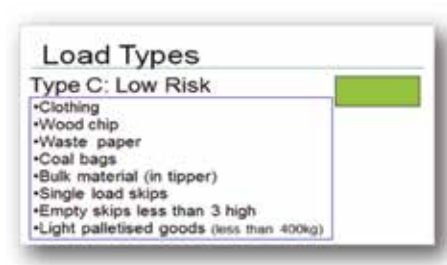 Load Types
Type C: Low Risk
•Clothing
•Wood chip
•Waste paper
•Coal bags
•Bulk material (in tipper)
•Single load skips
•Empty skips less than 3 high
•Light palletised goods (less than 400kg)